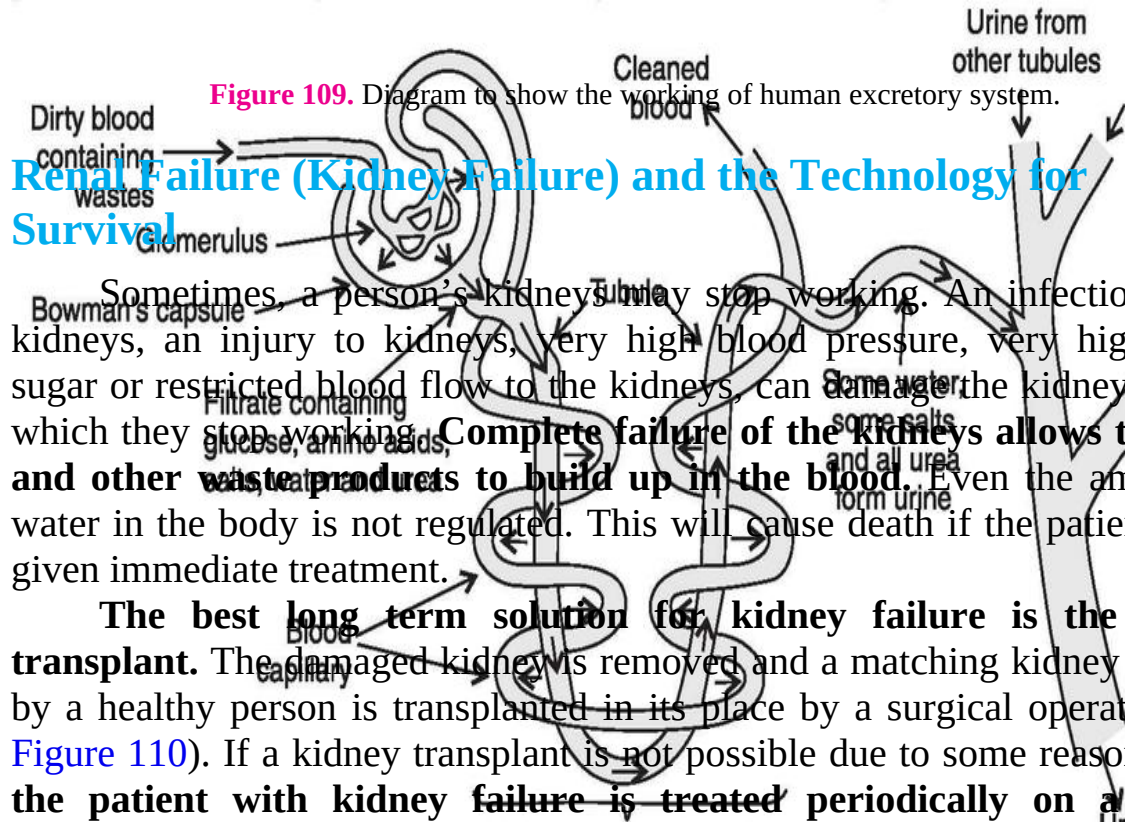 Urine from
other tubules
Cleaned
blood
Figure 109. Diagram to show the working of human excretory system.
Dirty blood
containing
wastes
Renal Failure (Kidney Failure) and the Technology for
Survival
Glomerulus
Bowman's capsule
Tubule
Sometimes, a person's kidneys may stop working. An infectio
kidneys, an injury to kidneys, very high blood pressure, very hig
sugar or restricted blood flow to the kidneys, can damage the kidney
which they stop working. Complete failure of the kidneys allows t
and other waste products to build up in the blood. Even the am
water in the body is not regulated. This will cause death if the patien
given immediate treatment.
Filtrate containing
glucose, amino acids,
salts, water and urea
Some water,
some salts
and all urea
form urine
Blood
capillary
The best long term solution for kidney failure is the
transplant. The damaged kidney is removed and a matching kidney
by a healthy person is transplanted in its place by a surgical operat
Figure 110). If a kidney transplant is not possible due to some reaso
the patient with kidney failure is treated periodically on a